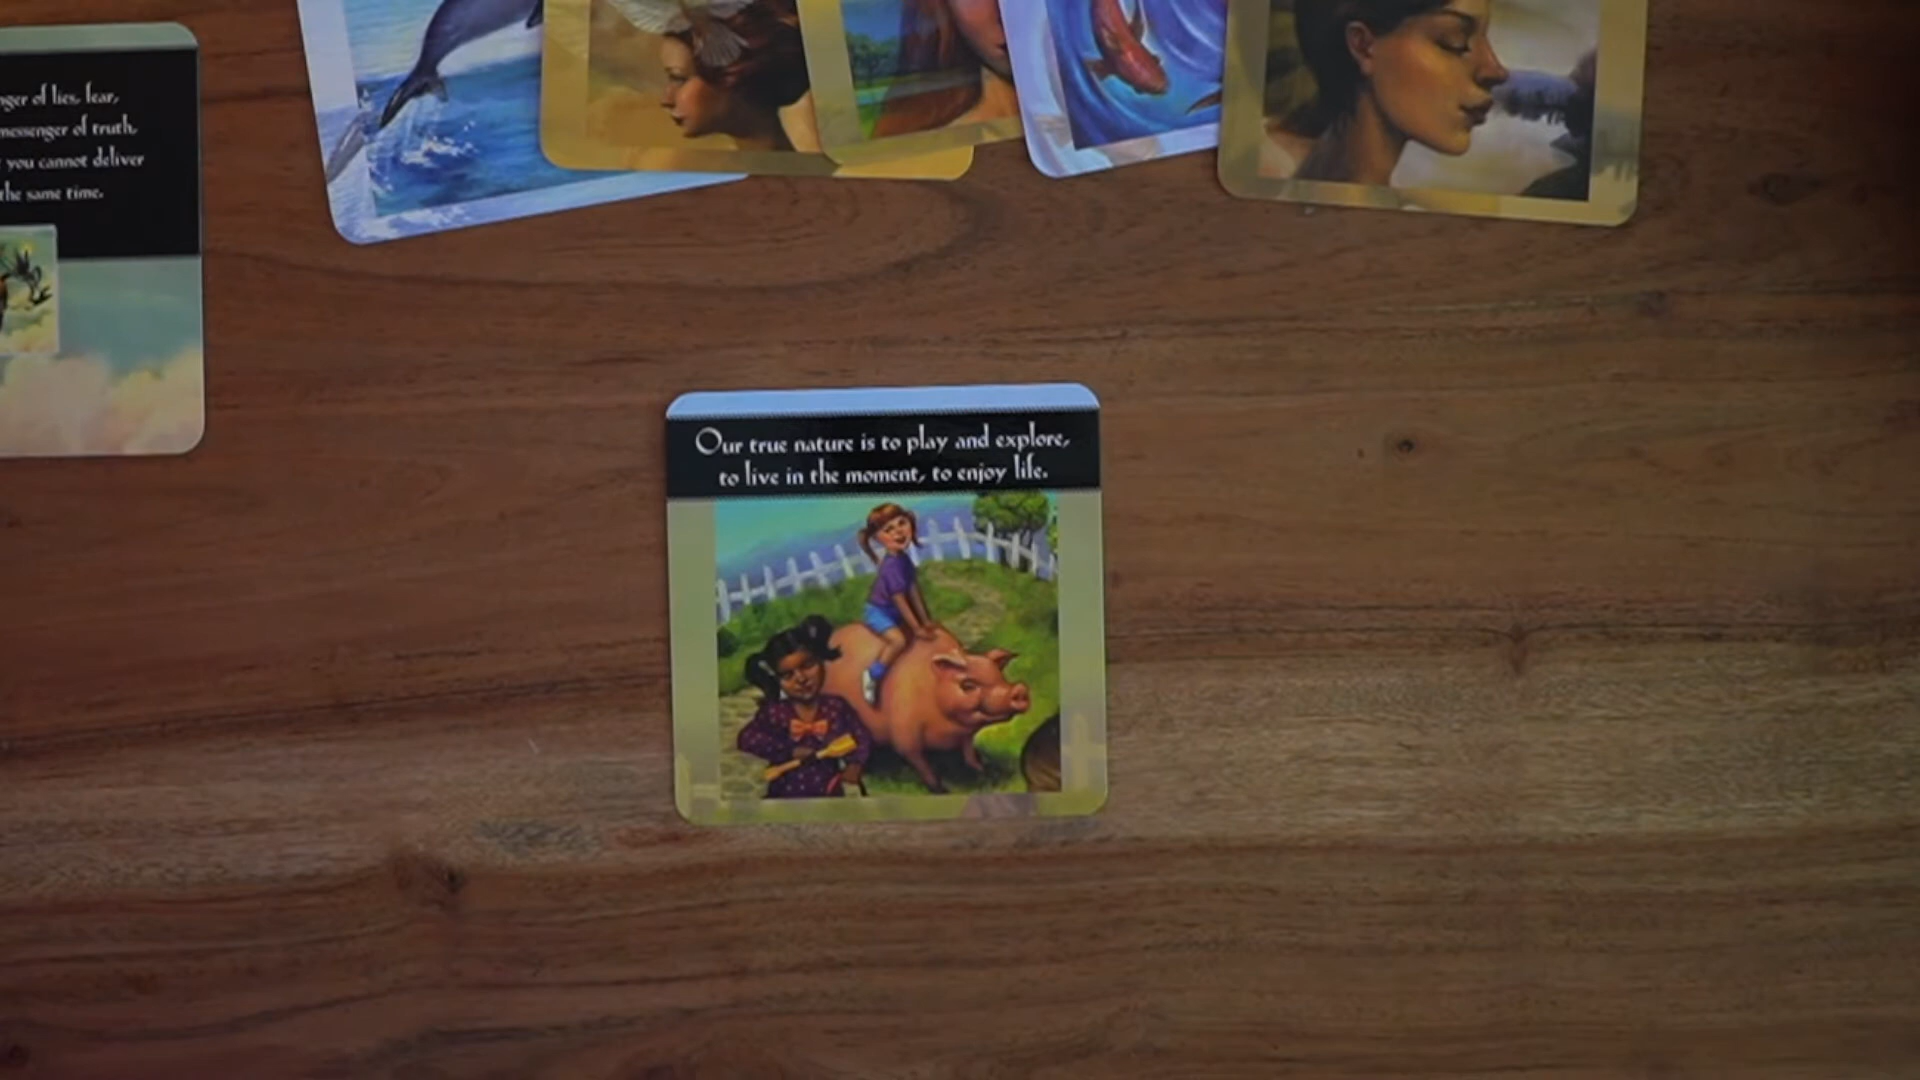 of lies, fear,
messenger of truth,
you cannot deliver
the same time.
Our true nature is to play and explore,
to live in the moment, to enjoy life.